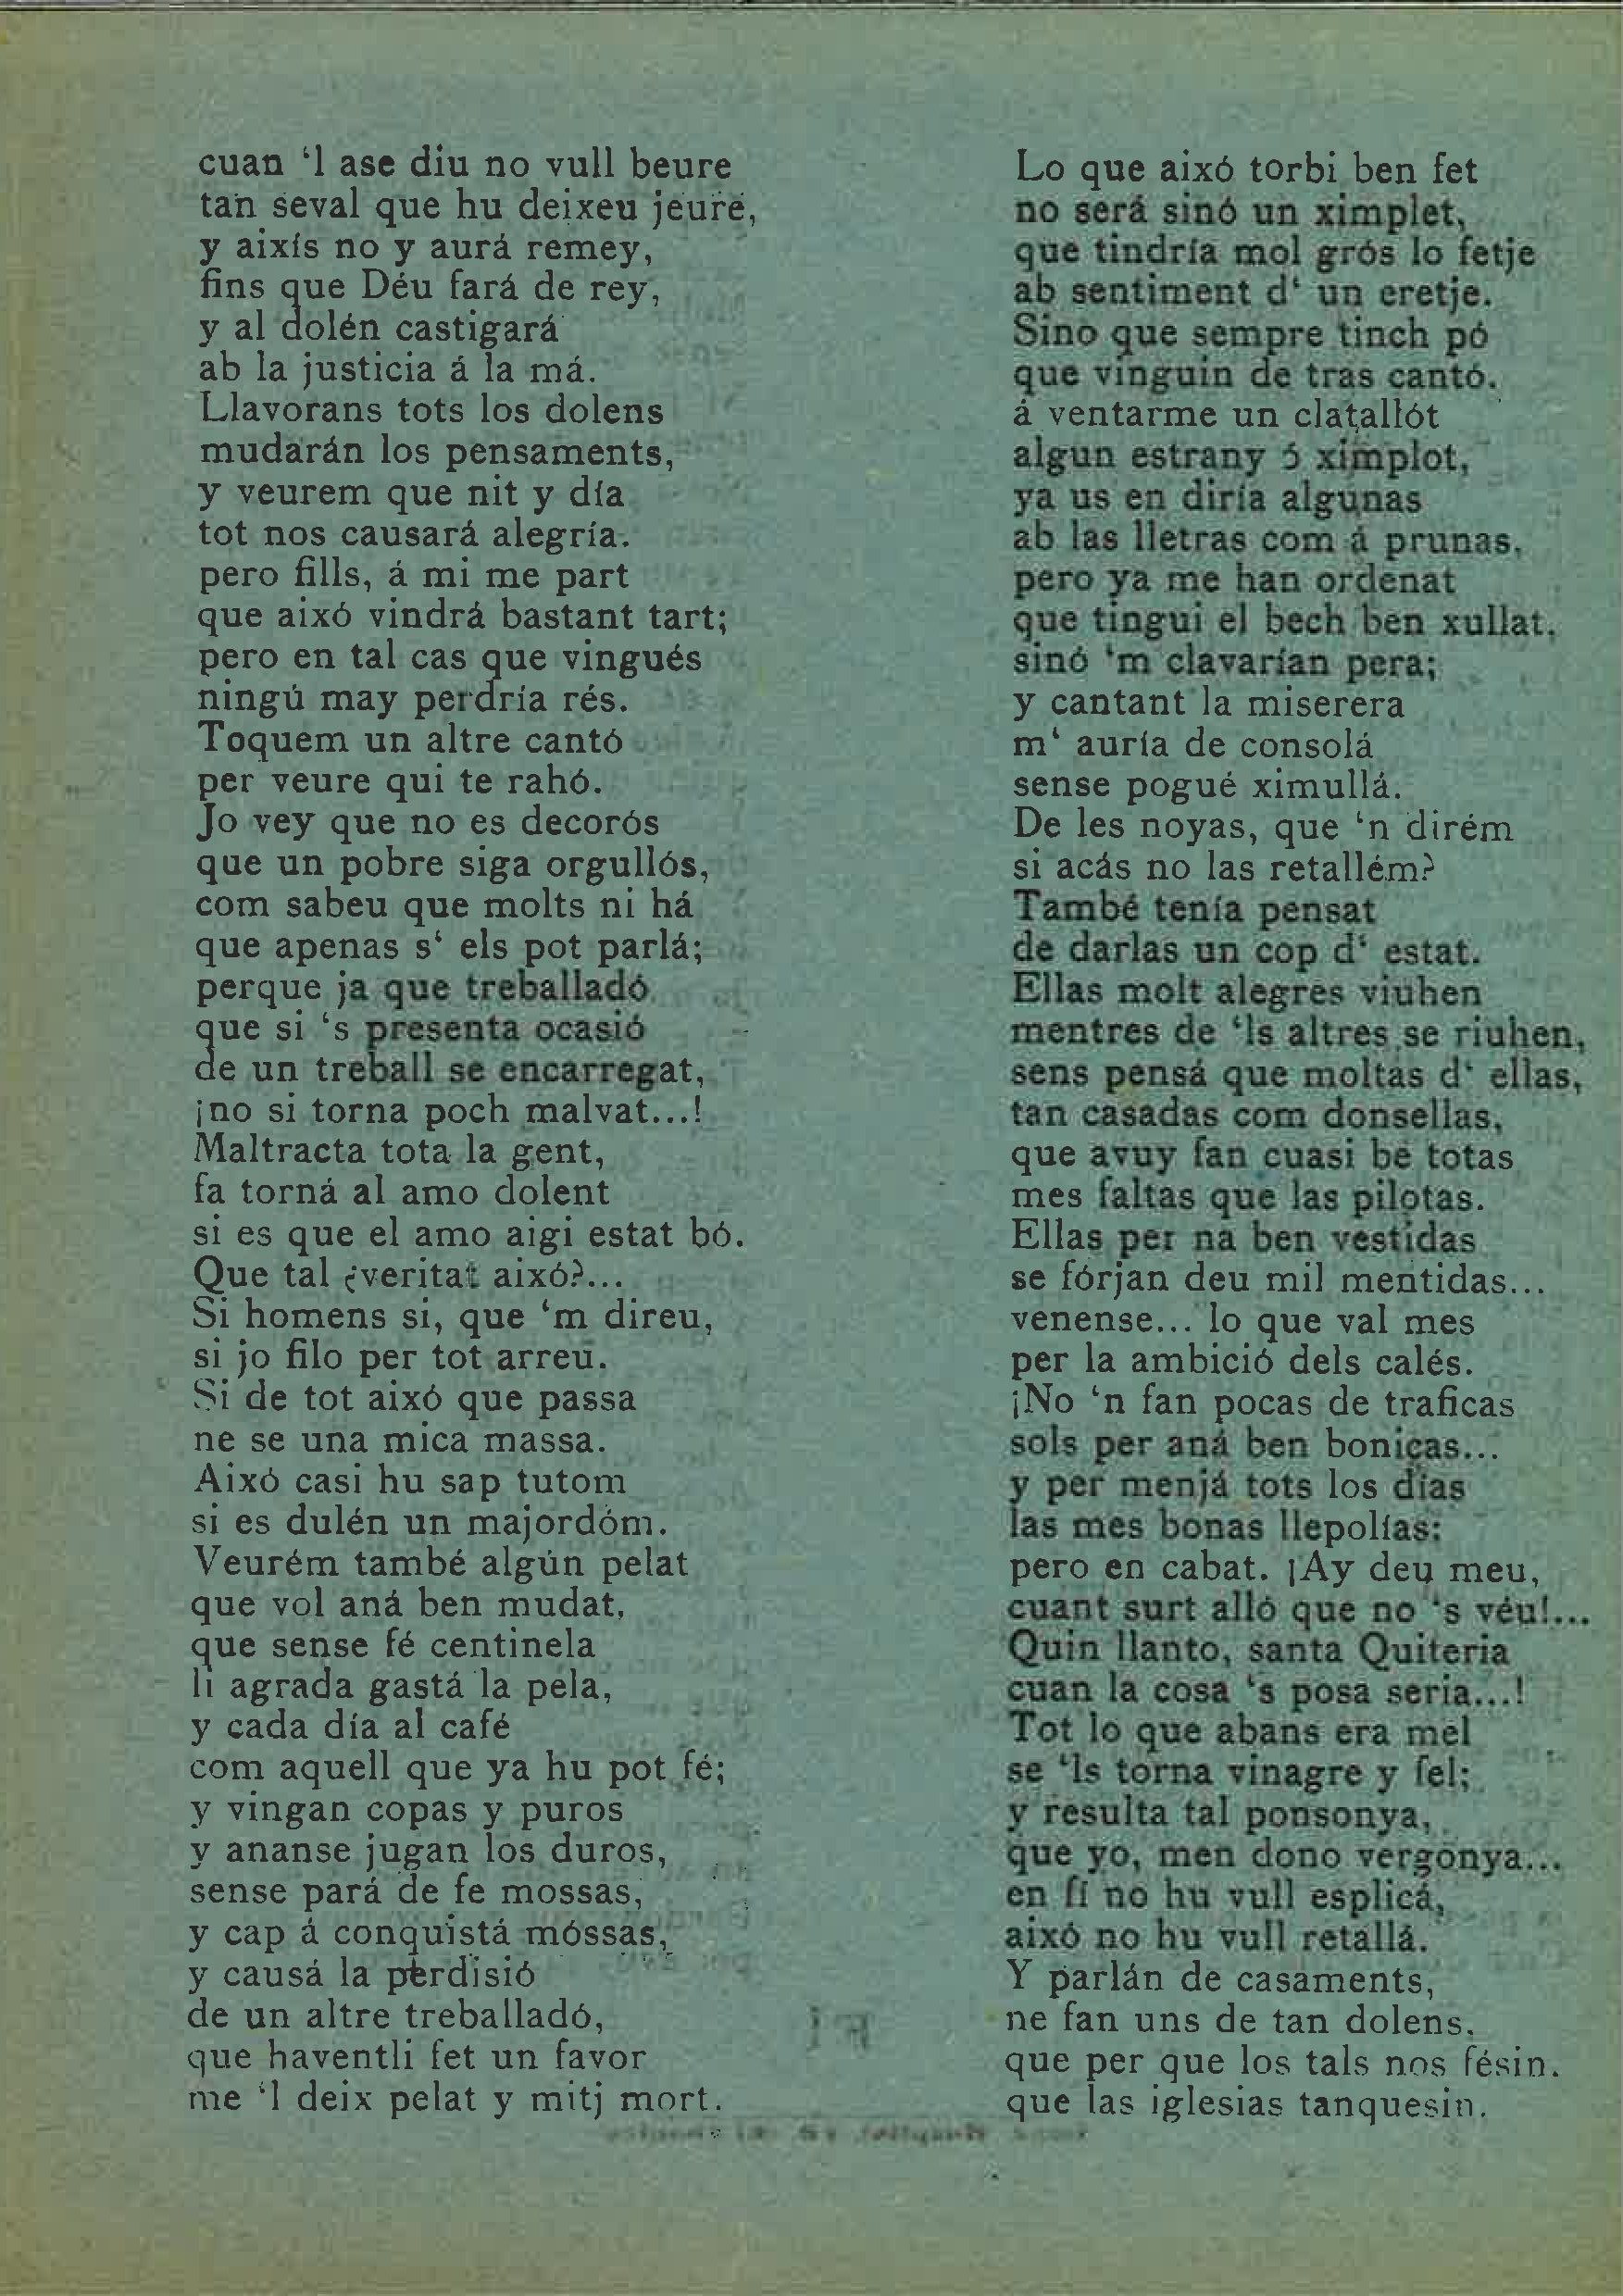 cuan ‘l ase diu no vull beure
tan seval que hu deixeu jeure,
y aixís no y aurá remey,
fins que Déu fará de rey,
y al dolén castigará
ab la justicia á la má.
Llavorans tots los dolens
mudarán los pensaments,
y veurem que nit y día
tot nos causará alegría.
pero fills, á mi me part
que aixó vindrá bastant tart;
pero en tal cas que vingués
ningú may perdría rés.
Toquem un altre cantó
per veure qui te rahó.
Jo vey que no es decorós
que un pobre siga orgullós,
com sabeu que molts ni há
que apenas s‘ els pot parlá;
perque ja que treballadó
que si ‘s presenta ocasió
de un treball se encarregat,
¡no si torna poch malvat...!
Maltracta tota la gent,
fa torná al amo dolent
si es que el amo aigi estat bó.
Que tal ¿veritat aixó?...
Si homens si, que ‘m direu,
si jo filo per tot arreu.
Si de tot aixó que passa
ne se una mica massa.
Aixó casi hu sap tutom
si es dulén un majordóm.
Veurém també algún pelat
que vol aná ben mudat,
que sense fé centinela
li agrada gastá la pela,
y cada día al café
com aquell que ya hu pot fé;
y vingan copas y puros
y ananse jugan los duros,
sense pará de fe mossas,
y cap á conquistá móssas,
y causá la perdisió
de un altre treballadó,
que haventli fet un favor
me ‘l deix pelat y mitj mort.
Lo que aixó torbi ben fet
no será sinó un ximplet,
que tindría mol grós lo fetje
ab sentiment d‘ un eretje.
Sino que sempre tinch pó
que vinguin de tras cantó.
á ventarme un clatallót
algun estrany ó ximplot,
ya us en diría algunas
ab las lletras com á prunas.
pero ya me han ordenat
que tingui el bech ben xullat.
sinó ‘m clavarían pera;
y cantant la miserera
m‘ auría de consolá
sense pogué ximullá.
De les noyas, que ‘n dirém
si acás no las retallém?
També tenía pensat
de darlas un cop d‘ estat.
Ellas molt alegres viuhen
mentres de ‘ls altres se riuhen,
sens pensá que moltas d‘ ellas,
tan casadas com donsellas,
que avuy fan cuasi be totas
mes faltas que las pilotas.
Ellas per na ben vestidas
se fórjan deu mil mentidas...
venense... lo que val mes
per la ambició dels calés.
¡No ‘n fan pocas de traficas
sols per aná ben bonicas...
y per menjá tots los días
las mes bonas llepolías:
pero en cabat. ¡Ay deu meu,
cuant surt alló que no ‘s véu!...
Quin llanto, santa Quiteria
cuan la cosa ‘s posa seria...!
Tot lo que abans era mel
se ‘ls torna vinagre y fel;
y resulta tal ponsonya,
que yo, men dono vergonya...
en fí no hu vull esplicá,
aixó no hu vull retallá.
Y parlán de casaments,
ne fan uns de tan dolens,
que per que los tals nos fésin.
que las iglesias tanquesin.